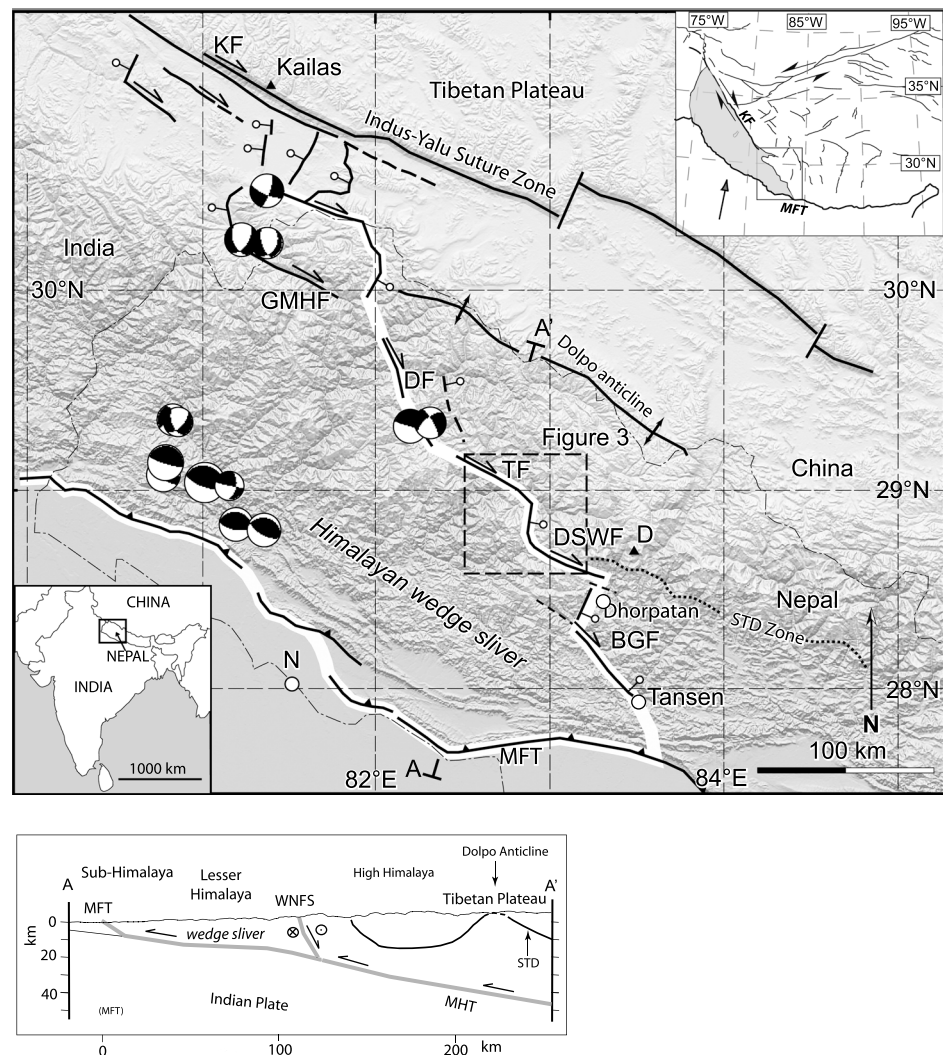 75°W
85°W
95°W
KF
Kailas
Tibetan Plateau
35°N
KF
30°N
MFT
Indus-Yalu Suture Zone
India
30°N
30°N
GMHF
A'
Dolpo anticline
DF
Figure 3
TF
China
29°N
DSWF
D
Himalayan wedge sliver
Nepal
Dhorpatan
STD Zone
BGF
CHINA
NEPAL
INDIA
1000 km
N
28°N
Tansen
N
MFT
100 km
A
82°E
84°E
Dolpo Anticline
Sub-Himalaya
Lesser
Himalaya
High Himalaya
A
A'
MFT
WNFS
Tibetan Plateau
0
km
wedge sliver
20
STD
40
Indian Plate
MHT
(MFT)
0
100
200
km